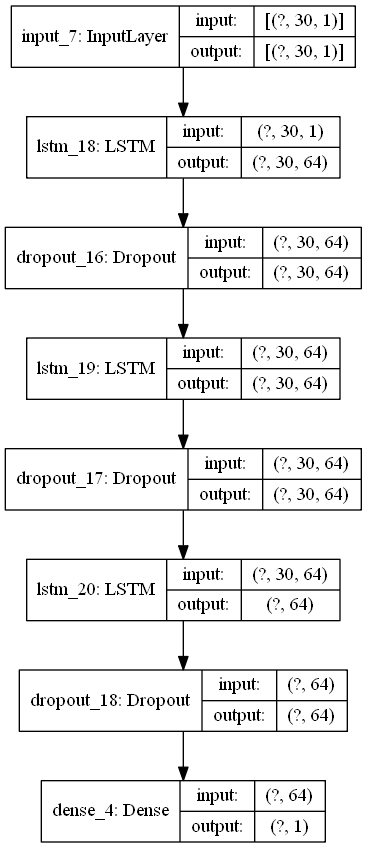 input_7: InputLayer
input:
[(?, 30, 1)]
output:
[(?, 30, 1)]
lstm_18: LSTM
input:
(?, 30, 1)
output:
(?, 30, 64)
dropout_16: Dropout
input:
(?, 30, 64)
output:
(?, 30, 64)
lstm_19: LSTM
input:
(?, 30, 64)
output:
(?, 30, 64)
dropout_17: Dropout
input:
(?, 30, 64)
output:
(?, 30, 64)
lstm_20: LSTM
input:
(?, 30, 64)
output:
(?, 64)
dropout_18: Dropout
input:
(?, 64)
output:
(?, 64)
dense_4: Dense
input:
(?, 64)
output:
(?, 1)